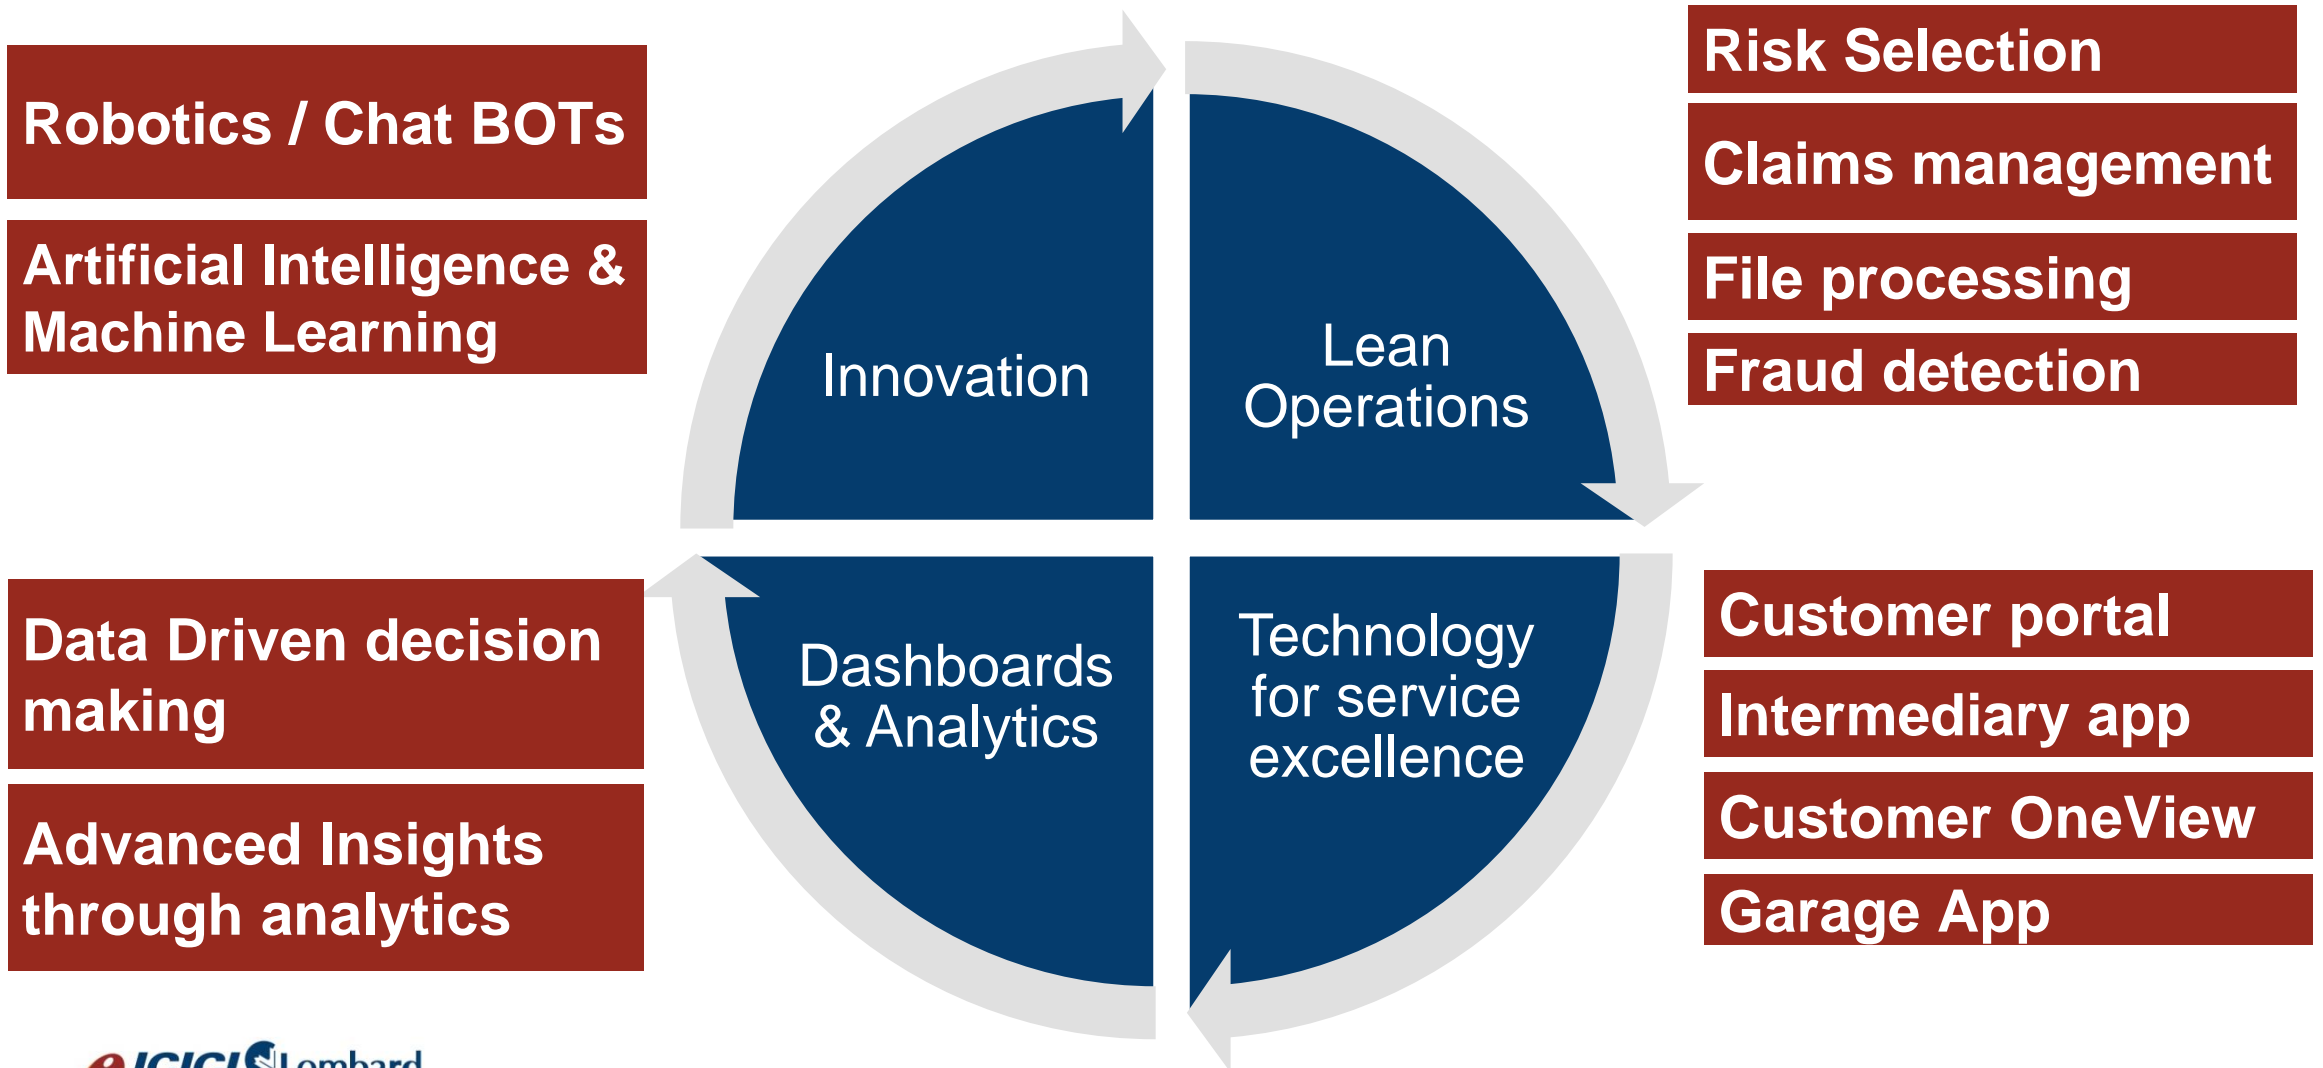 Robotics / Chat BOTs
Artificial Intelligence &
Machine Learning
Innovation
Lean
Operations
Risk Selection
Claims management
File processing
Fraud detection
Data Driven decision
making
Advanced Insights
through analytics
Dashboards
& Analytics
Technology
for service
excellence
Customer portal
Intermediary app
Customer OneView
Garage App
ICICI Lombard